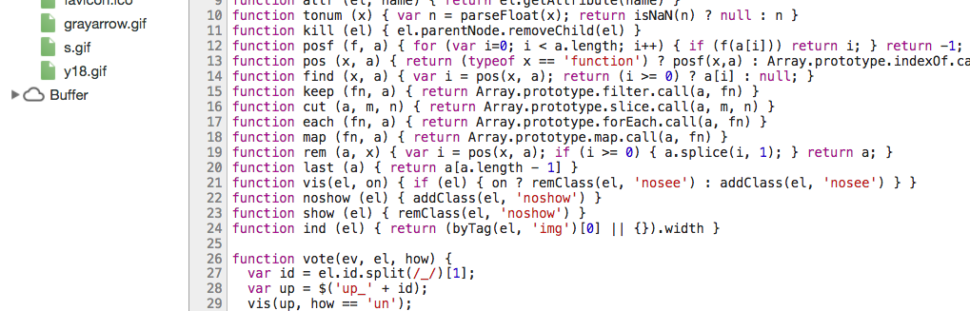 favicon.ico
grayarrow.gif
s.gif
y18.gif
Buffer
9 function attr (el, name) { return el.getAttribute(name) }
10 function tonum (x) { var n = parseFloat(x); return isNaN(n) ? null : n }
11 function kill (el) { el.parentNode.removeChild(el) }
12 function posf (f, a) { for (var i=0; i < a.length; i++) { if (f(a[i])) return i; } return -1;
13 function pos (x, a) { return (typeof x == 'function') ? posf(x,a) : Array.prototype.indexOf.ca
14 function find (x, a) { var i = pos(x, a); return (i >= 0) ? a[i] : null; }
15 function keep (fn, a) { return Array.prototype.filter.call(a, fn) }
16 function cut (a, m, n) { return Array.prototype.slice.call(a, m, n) }
17 function each (fn, a) { return Array.prototype.forEach.call(a, fn) }
18 function map (fn, a) { return Array.prototype.map.call(a, fn) }
19 function rem (a, x) { var i = pos(x, a); if (i >= 0) { a.splice(i, 1); } return a; }
20 function last (a) { return a[a.length - 1] }
21 function vis(el, on) { if (el) { on ? remClass(el, 'nosee') : addClass(el, 'nosee') } }
22 function noshow (el) { addClass(el, 'noshow') }
23 function show (el) { remClass(el, 'noshow') }
24 function ind (el) { return (byTag(el, 'img')[0] || {}).width }
25
26 function vote(ev, el, how) {
27 var id = el.id.split(/_/)[1];
28 var up = $('up_' + id);
29 vis(up, how == 'un');